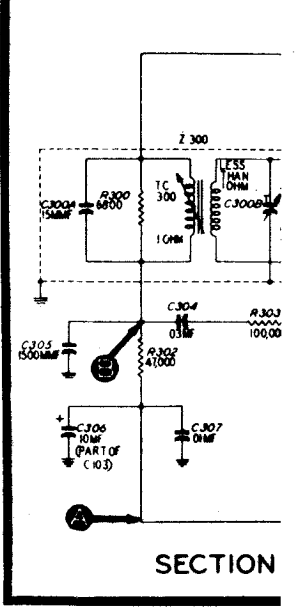 Z 300
C300A
15MMF
R300
6800
TC
300
1 OHM
LESS
THAN
OHM
C300B
C304
.03MF
R303
100,00
C305
1500MMF
B
R302
47,000
+
C306
10MF
(PART OF
C103)
C307
.01MF
A
SECTION